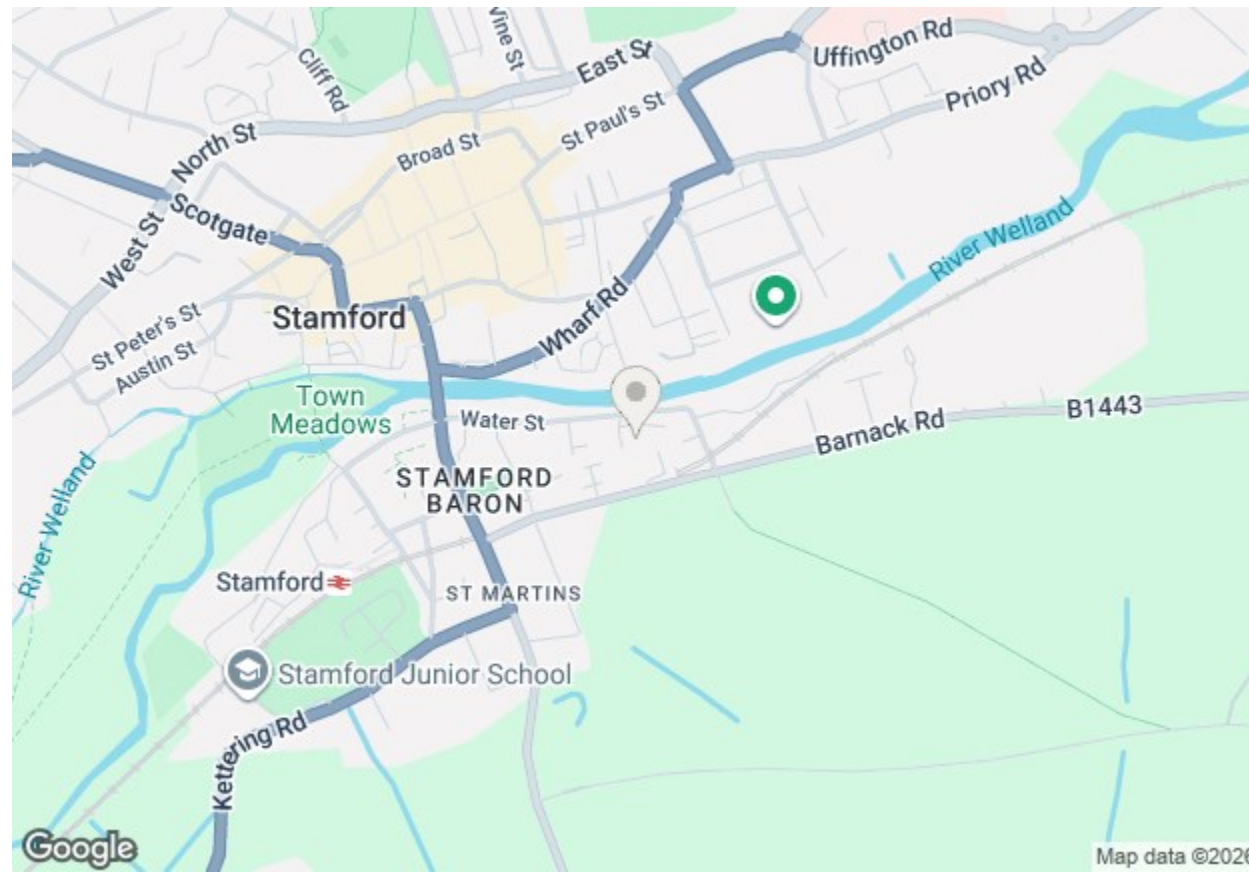 Vine St
Cliff Rd
East St
Uffington Rd
Priory Rd
St Paul's St
North St
Broad St
Scotgate
West St
River Welland
Wharf Rd
Stamford
St Peter's St
Austin St
Town
Meadows
Water St
B1443
Barnack Rd
STAMFORD
BARON
River Welland
Stamford
ST MARTINS
Stamford Junior School
Kettering Rd
Google
Map data ©2026